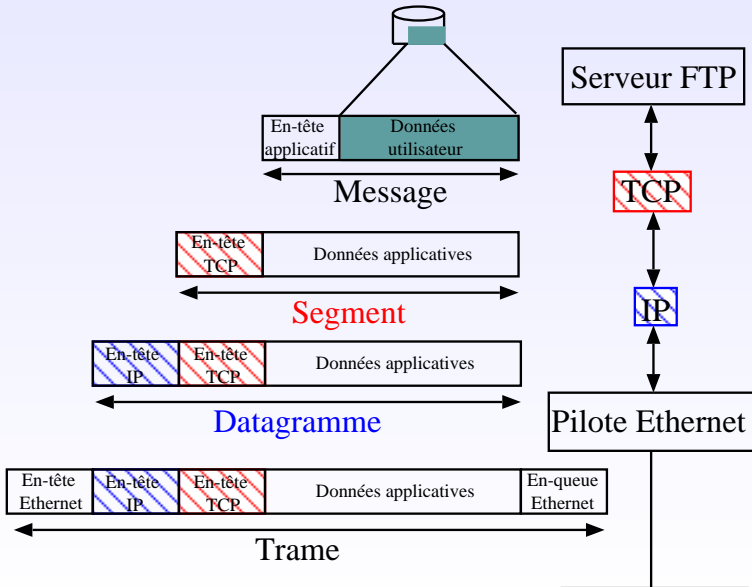 Serveur FTP
En-tête
applicatif
Données
utilisateur
Message
TCP
En-tête
TCP
Données applicatives
Segment
IP
En-tête
IP
En-tête
TCP
Données applicatives
Datagramme
Pilote Ethernet
En-tête
Ethernet
En-tête
IP
En-tête
TCP
Données applicatives
En-queue
Ethernet
Trame